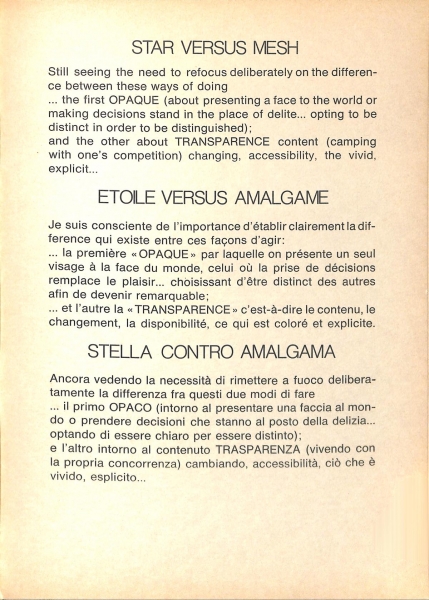 STAR VERSUS MESH
Still seeing the need to refocus deliberately on the differen-
ce between these ways of doing
... the first OPAQUE (about presenting a face to the world or
making decisions stand in the place of delite... opting to be
distinct in order to be distinguished);
and the other about TRANSPARENCE content (camping
with one's competition) changing, accessibility, the vivid,
explicit...
ETOILE VERSUS AMALGAME
Je suis consciente de l'importance d'établir clairement la dif-
ference qui existe entre ces façons d'agir:
... la première «OPAQUE» par laquelle on présente un seul
visage à la face du monde, celui où la prise de décisions
remplace le plaisir... choisissant d'être distinct des autres
afin de devenir remarquable;
... et l'autre la «TRANSPARENCE» c'est-à-dire le contenu, le
changement, la disponibilité, ce qui est coloré et explicite.
STELLA CONTRO AMALGAMA
Ancora vedendo la necessità di rimettere a fuoco delibera-
tamente la differenza fra questi due modi di fare
... il primo OPACO (intorno al presentare una faccia al mon-
do o prendere decisioni che stanno al posto della delizia...
optando di essere chiaro per essere distinto);
e l'altro intorno al contenuto TRASPARENZA (vivendo con
la propria concorrenza) cambiando, accessibilità, ciò che è
vivido, esplicito...